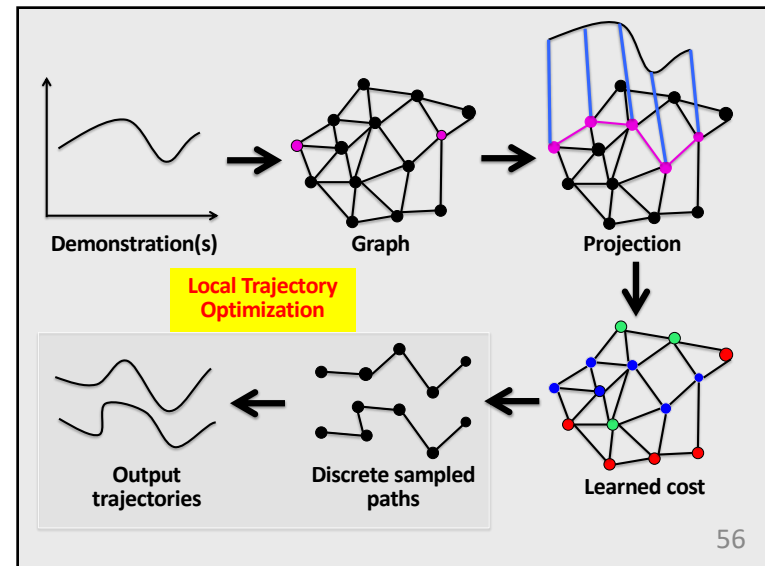 Demonstration(s)
Graph
Projection
Local Trajectory
Optimization
Output
trajectories
Discrete sampled
paths
Learned cost
56